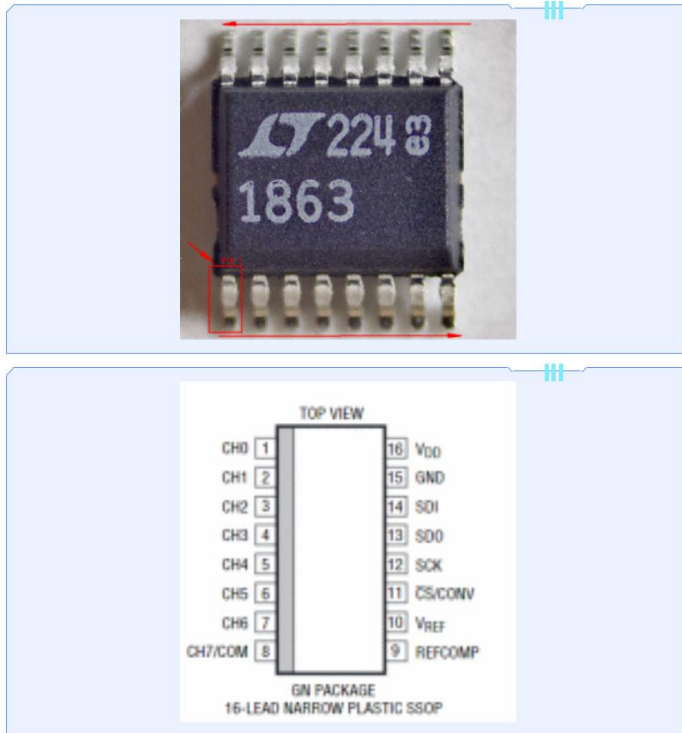 LT 224 e3
1863
TOP VIEW
CH0 1 16 VDD
CH1 2 15 GND
CH2 3 14 SDI
CH3 4 13 SDO
CH4 5 12 SCK
CH5 6 11 C̅S̅/CONV
CH6 7 10 VREF
CH7/COM 8 9 REFCOMP
GN PACKAGE
16-LEAD NARROW PLASTIC SSOP